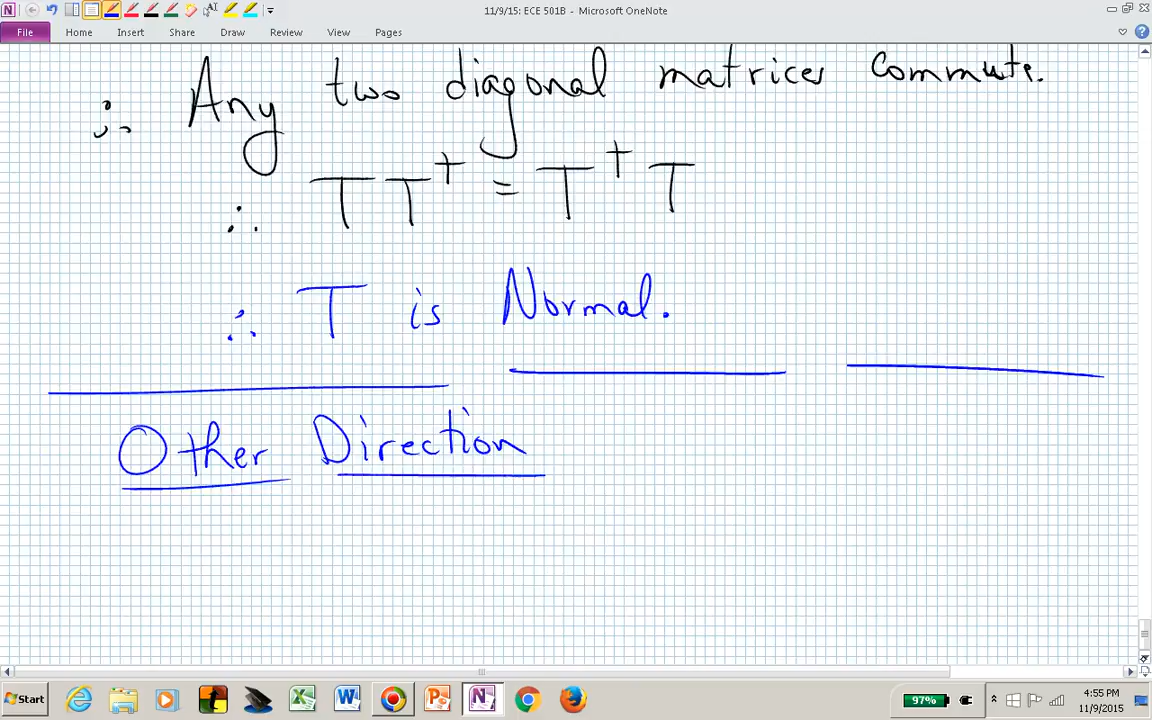 11/9/15: ECE 501B - Microsoft OneNote
File Home Insert Share Draw Review View Pages
∴ Any two diagonal matrices commute.
∴ T T† = T† T
∴ T is Normal.
Other Direction
Start 97% 4:55 PM
11/9/2015